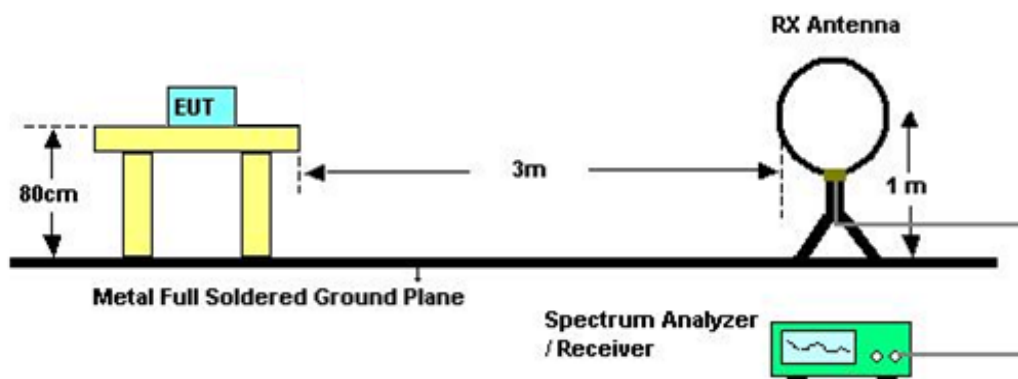 RX Antenna
EUT
3m
80cm
1 m
Metal Full Soldered Ground Plane
Spectrum Analyzer
/ Receiver